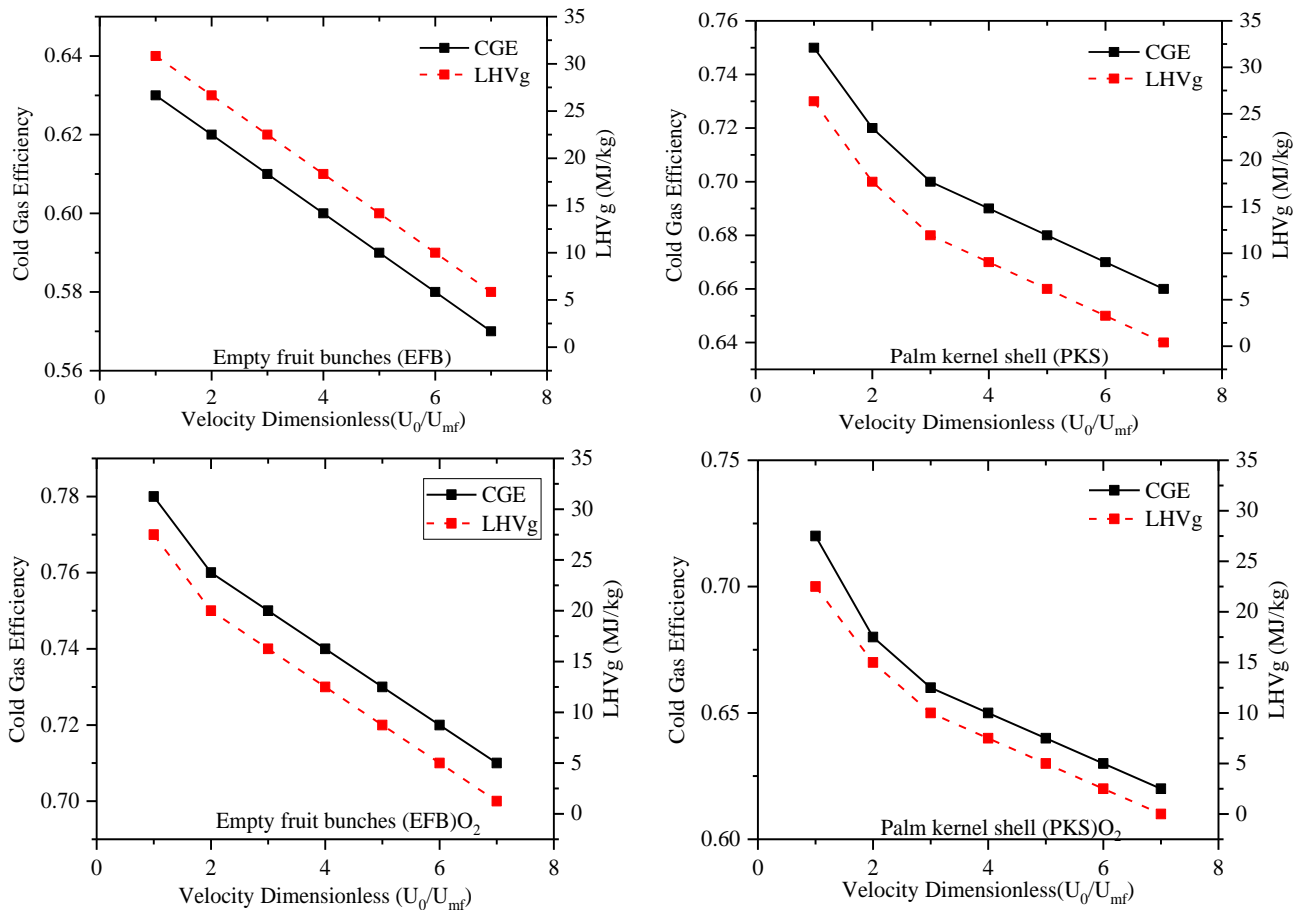 CGE
LHVg
0.64
0.62
0.60
0.58
0.56
35
30
25
20
15
10
5
0
Cold Gas Efficiency
LHVg (MJ/kg)
Empty fruit bunches (EFB)
0 2 4 6 8
Velocity Dimensionless(U₀/Umf)
CGE
LHVg
0.74
0.72
0.70
0.68
0.66
0.64
35
30
25
20
15
10
5
0
Cold Gas Efficiency
LHVg (MJ/kg)
Palm kernel shell (PKS)
0 2 4 6 8
Velocity Dimensionless (U₀/Umf)
CGE
LHVg
0.78
0.76
0.74
0.72
0.70
35
30
25
20
15
10
5
0
Cold Gas Efficiency
LHVg (MJ/kg)
Empty fruit bunches (EFB)O₂
0 2 4 6 8
Velocity Dimensionless (U₀/Umf)
CGE
LHVg
0.75
0.70
0.65
0.60
35
30
25
20
15
10
5
0
Cold Gas Efficiency
LHVg (MJ/kg)
Palm kernel shell (PKS)O₂
0 2 4 6 8
Velocity Dimensionless(U₀/Umf)